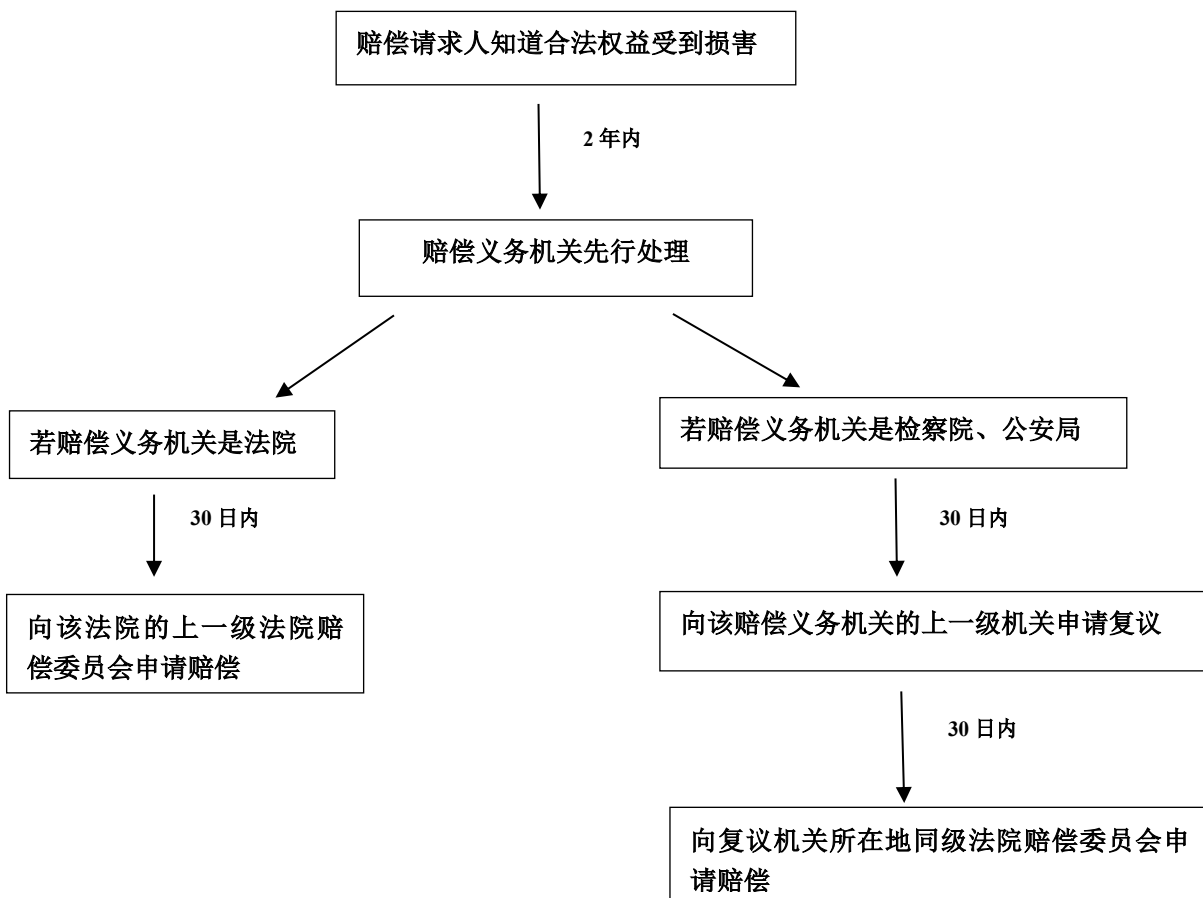 赔偿请求人知道合法权益受到损害
2 年内
赔偿义务机关先行处理
若赔偿义务机关是法院
若赔偿义务机关是检察院、公安局
30 日内
30 日内
向该法院的上一级法院赔
偿委员会申请赔偿
向该赔偿义务机关的上一级机关申请复议
30 日内
向复议机关所在地同级法院赔偿委员会申
请赔偿